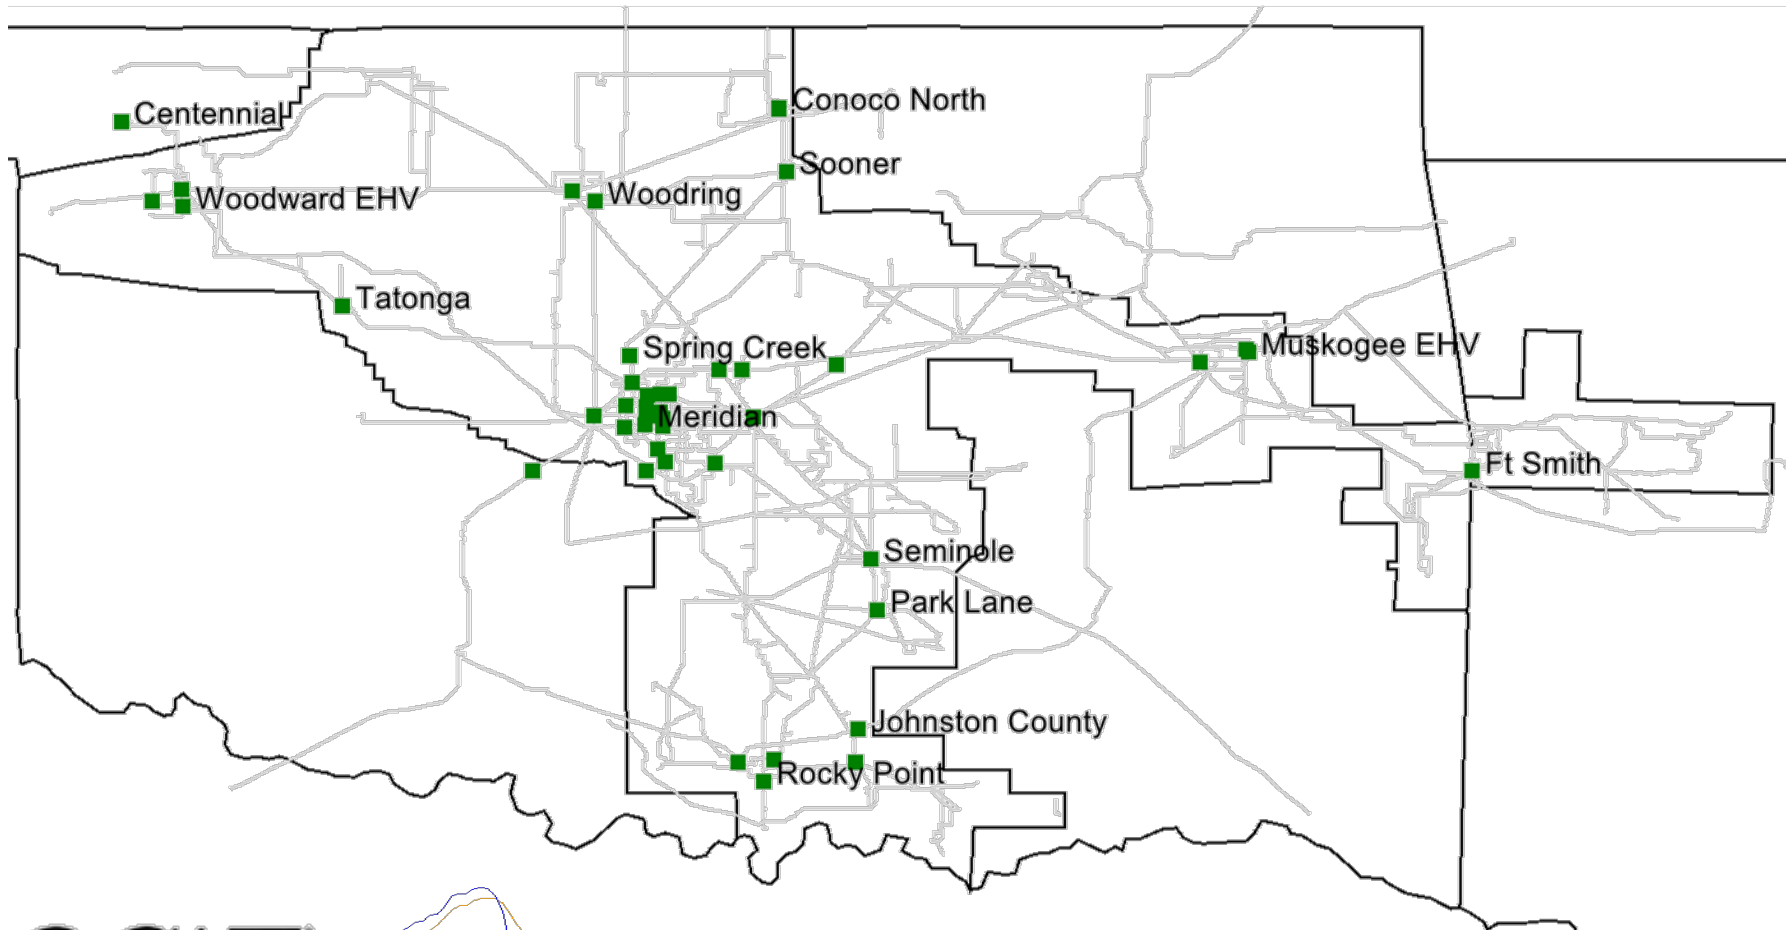 Conoco North
Centennial
Sooner
Woodward EHV
Woodring
Tatonga
Spring Creek
Muskogee EHV
Meridian
Ft Smith
Seminole
Park Lane
Johnston County
Rocky Point